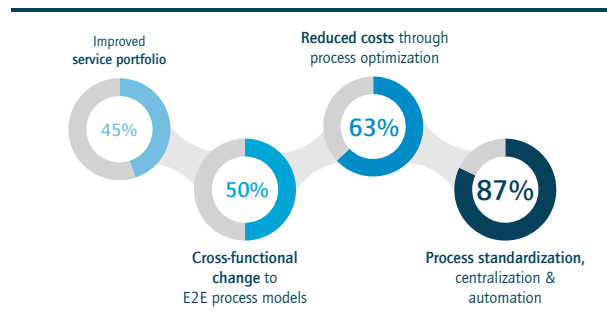 Improved
service portfolio
45%
50%
Cross-functional
change to
E2E process models
Reduced costs through
process optimization
63%
87%
Process standardization,
centralization &
automation